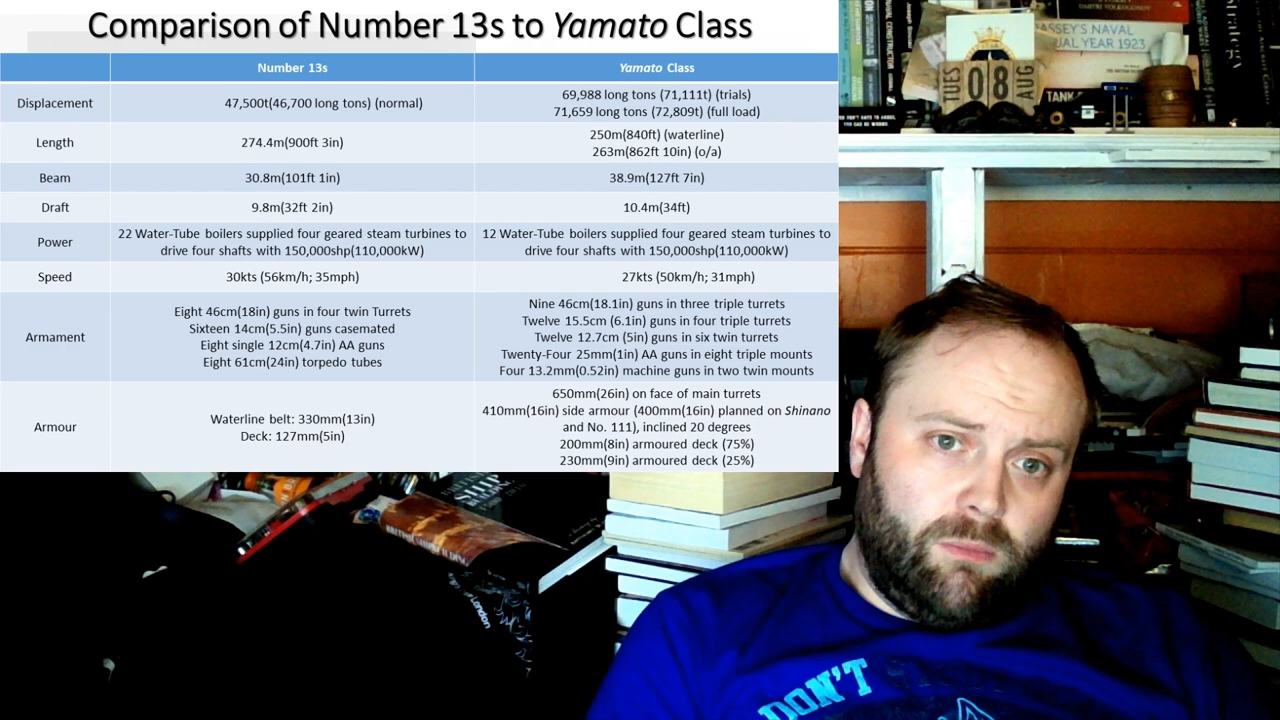 Comparison of Number 13s to Yamato Class
Number 13s
Yamato Class
Displacement
47,500t(46,700 long tons) (normal)
69,988 long tons (71,111t) (trials)
71,659 long tons (72,809t) (full load)
Length
274.4m(900ft 3in)
250m(840ft) (waterline)
263m(862ft 10in) (o/a)
Beam
30.8m(101ft 1in)
38.9m(127ft 7in)
Draft
9.8m(32ft 2in)
10.4m(34ft)
Power
22 Water-Tube boilers supplied four geared steam turbines to
drive four shafts with 150,000shp(110,000kW)
12 Water-Tube boilers supplied four geared steam turbines to
drive four shafts with 150,000shp(110,000kW)
Speed
30kts (56km/h; 35mph)
27kts (50km/h; 31mph)
Armament
Eight 46cm(18in) guns in four twin Turrets
Sixteen 14cm(5.5in) guns casemated
Eight single 12cm(4.7in) AA guns
Eight 61cm(24in) torpedo tubes
Nine 46cm(18.1in) guns in three triple turrets
Twelve 15.5cm (6.1in) guns in four triple turrets
Twelve 12.7cm (5in) guns in six twin turrets
Twenty-Four 25mm(1in) AA guns in eight triple mounts
Four 13.2mm(0.52in) machine guns in two twin mounts
Armour
Waterline belt: 330mm(13in)
Deck: 127mm(5in)
650mm(26in) on face of main turrets
410mm(16in) side armour (400mm(16in) planned on Shinano
and No. 111), inclined 20 degrees
200mm(8in) armoured deck (75%)
230mm(9in) armoured deck (25%)
ASSEY'S NAVAL
UAL YEAR 1923
TUES
08
AUG
TANK
strategy
London
DON'T